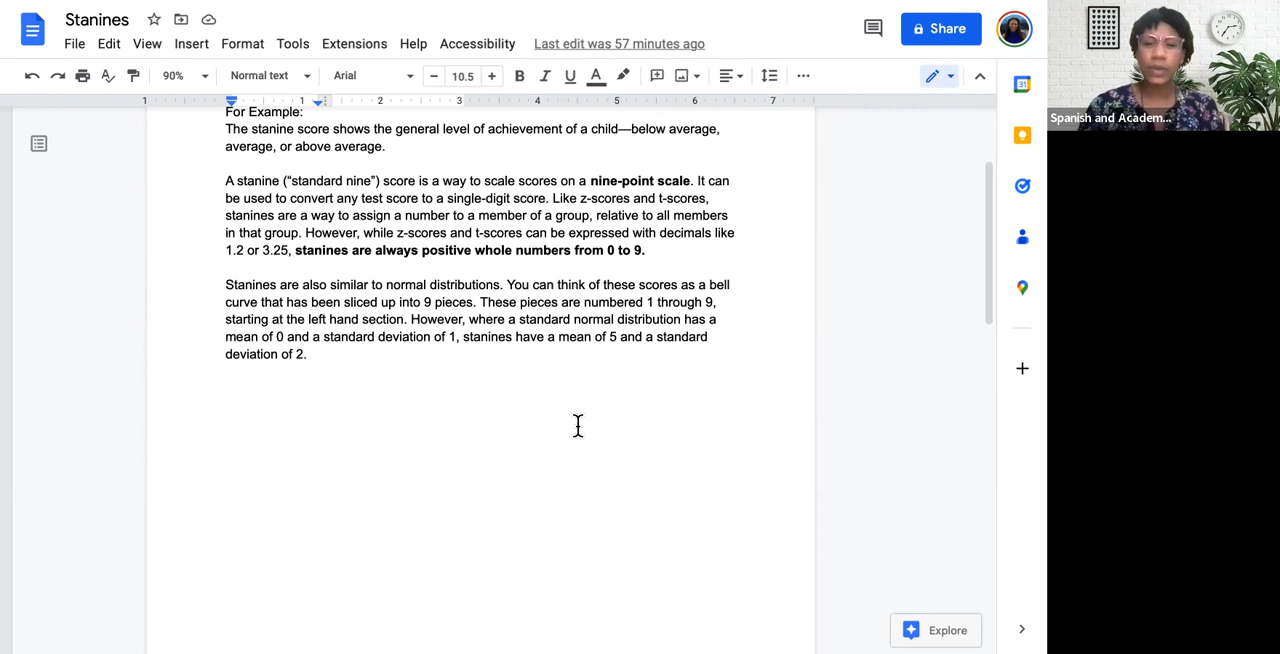 Stanines
File Edit View Insert Format Tools Extensions Help Accessibility Last edit was 57 minutes ago
Share
90% Normal text Arial − 10.5 + B I U A
1 1 2 3 4 5 6 7
31
Spanish and Academ...
For Example:
The stanine score shows the general level of achievement of a child—below average,
average, or above average.
A stanine (“standard nine”) score is a way to scale scores on a nine-point scale. It can
be used to convert any test score to a single-digit score. Like z-scores and t-scores,
stanines are a way to assign a number to a member of a group, relative to all members
in that group. However, while z-scores and t-scores can be expressed with decimals like
1.2 or 3.25, stanines are always positive whole numbers from 0 to 9.
Stanines are also similar to normal distributions. You can think of these scores as a bell
curve that has been sliced up into 9 pieces. These pieces are numbered 1 through 9,
starting at the left hand section. However, where a standard normal distribution has a
mean of 0 and a standard deviation of 1, stanines have a mean of 5 and a standard
deviation of 2.
Explore